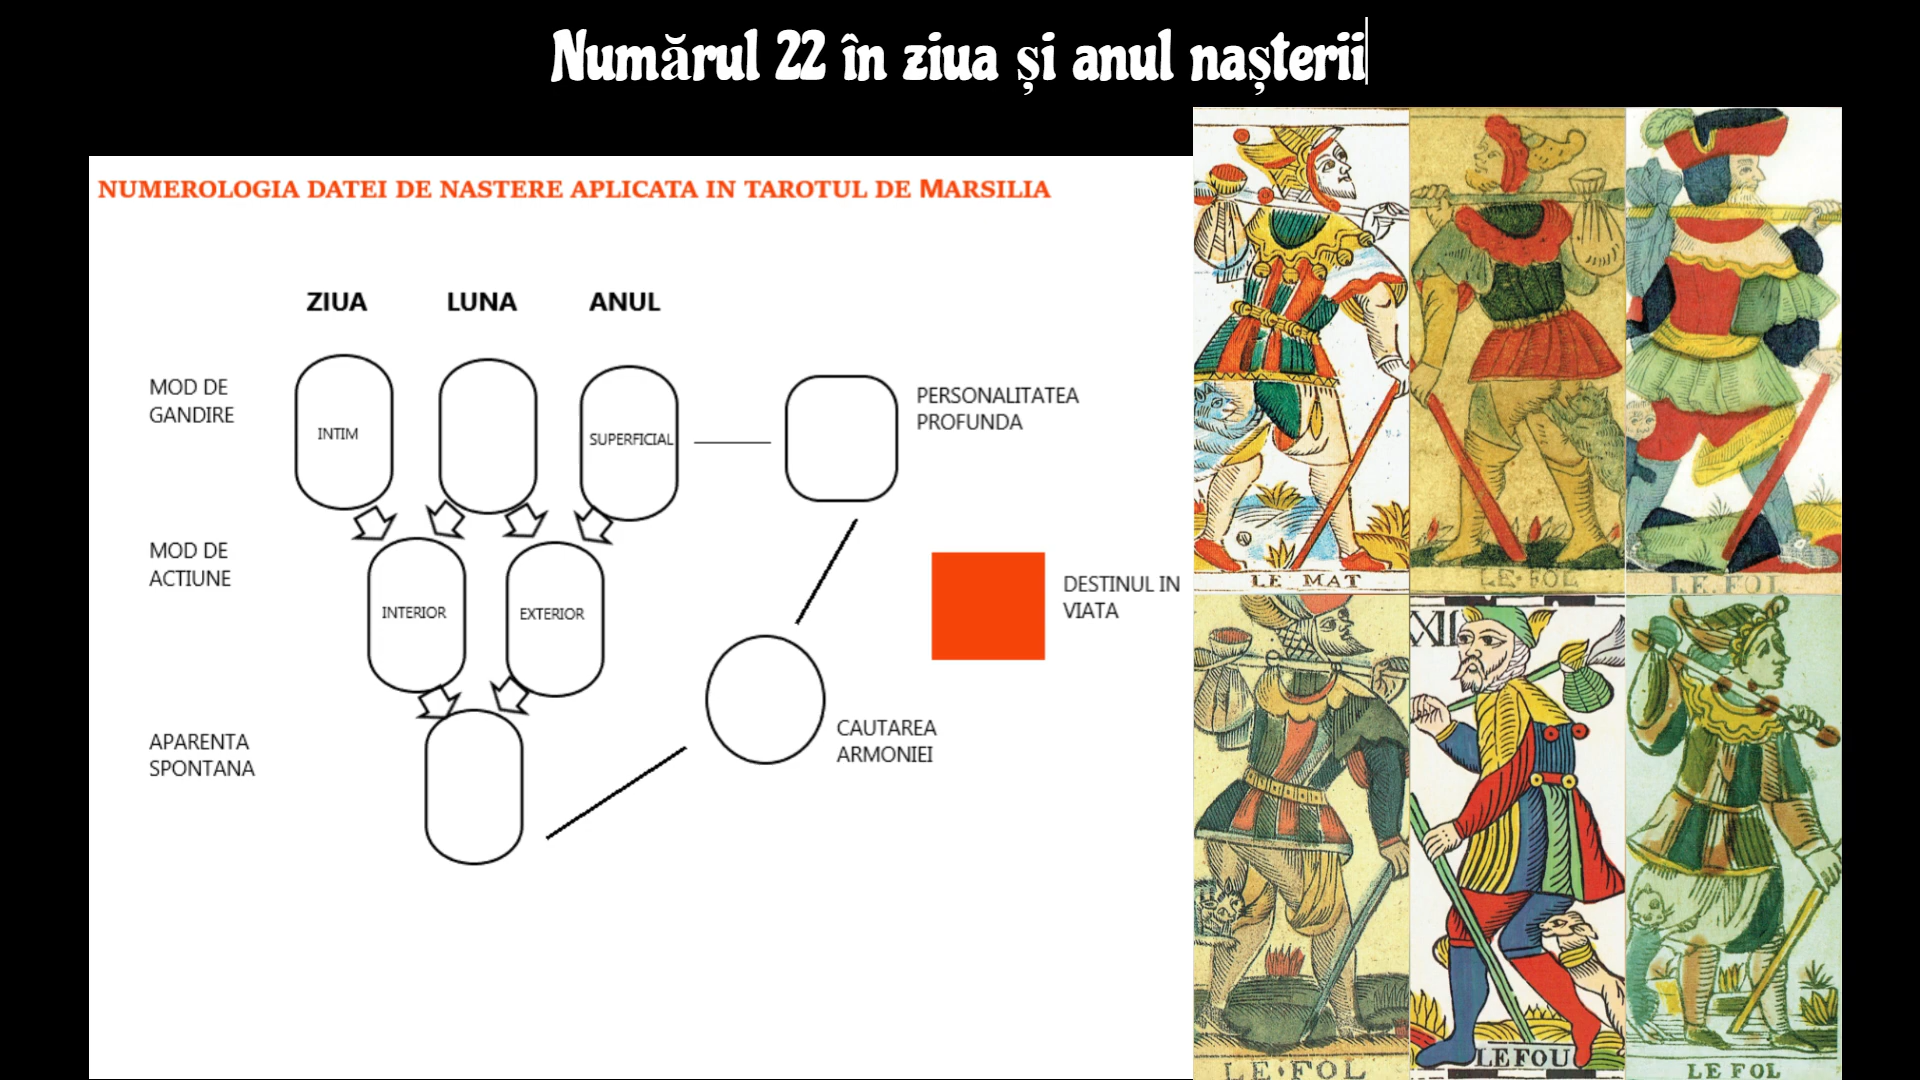 Numărul 22 în ziua și anul nașterii
NUMEROLOGIA DATEI DE NASTERE APLICATA IN TAROTUL DE MARSILIA
ZIUA LUNA ANUL
MOD DE
GANDIRE
INTIM
SUPERFICIAL
PERSONALITATEA
PROFUNDA
MOD DE
ACTIUNE
INTERIOR
EXTERIOR
DESTINUL IN
VIATA
APARENTA
SPONTANA
CAUTAREA
ARMONIEI
LE MAT
LE•FOL
LE.FOL
XII
LE•FOL
LE FOU
LE FOL